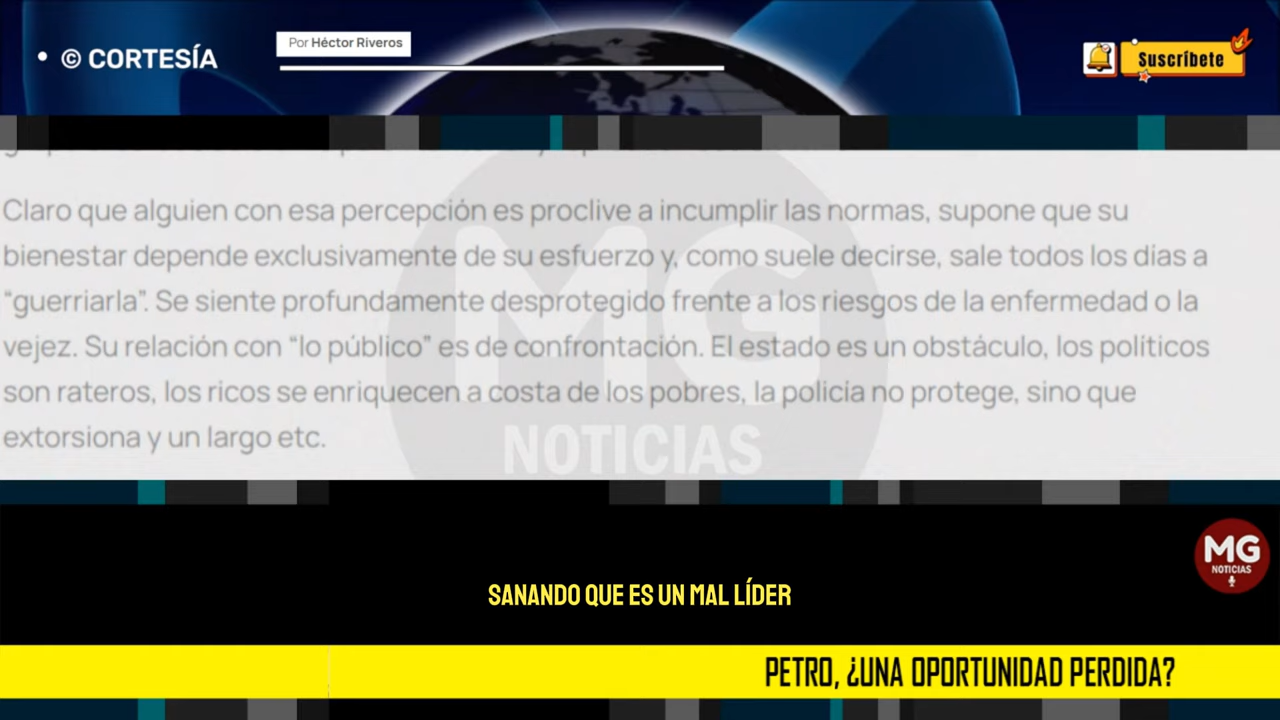 • © CORTESÍA
Por Héctor Riveros
Suscríbete
Claro que alguien con esa percepción es proclive a incumplir las normas, supone que su
bienestar depende exclusivamente de su esfuerzo y, como suele decirse, sale todos los días a
“guerriarla”. Se siente profundamente desprotegido frente a los riesgos de la enfermedad o la
vejez. Su relación con “lo público” es de confrontación. El estado es un obstáculo, los políticos
son rateros, los ricos se enriquecen a costa de los pobres, la policía no protege, sino que
extorsiona y un largo etc.
MG
NOTICIAS
MG
NOTICIAS
SANANDO QUE ES UN MAL LÍDER
PETRO, ¿UNA OPORTUNIDAD PERDIDA?